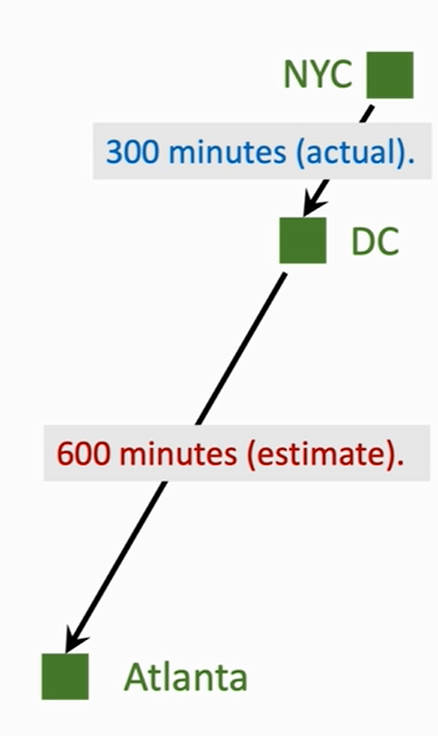 NYC
300 minutes (actual).
DC
600 minutes (estimate).
Atlanta